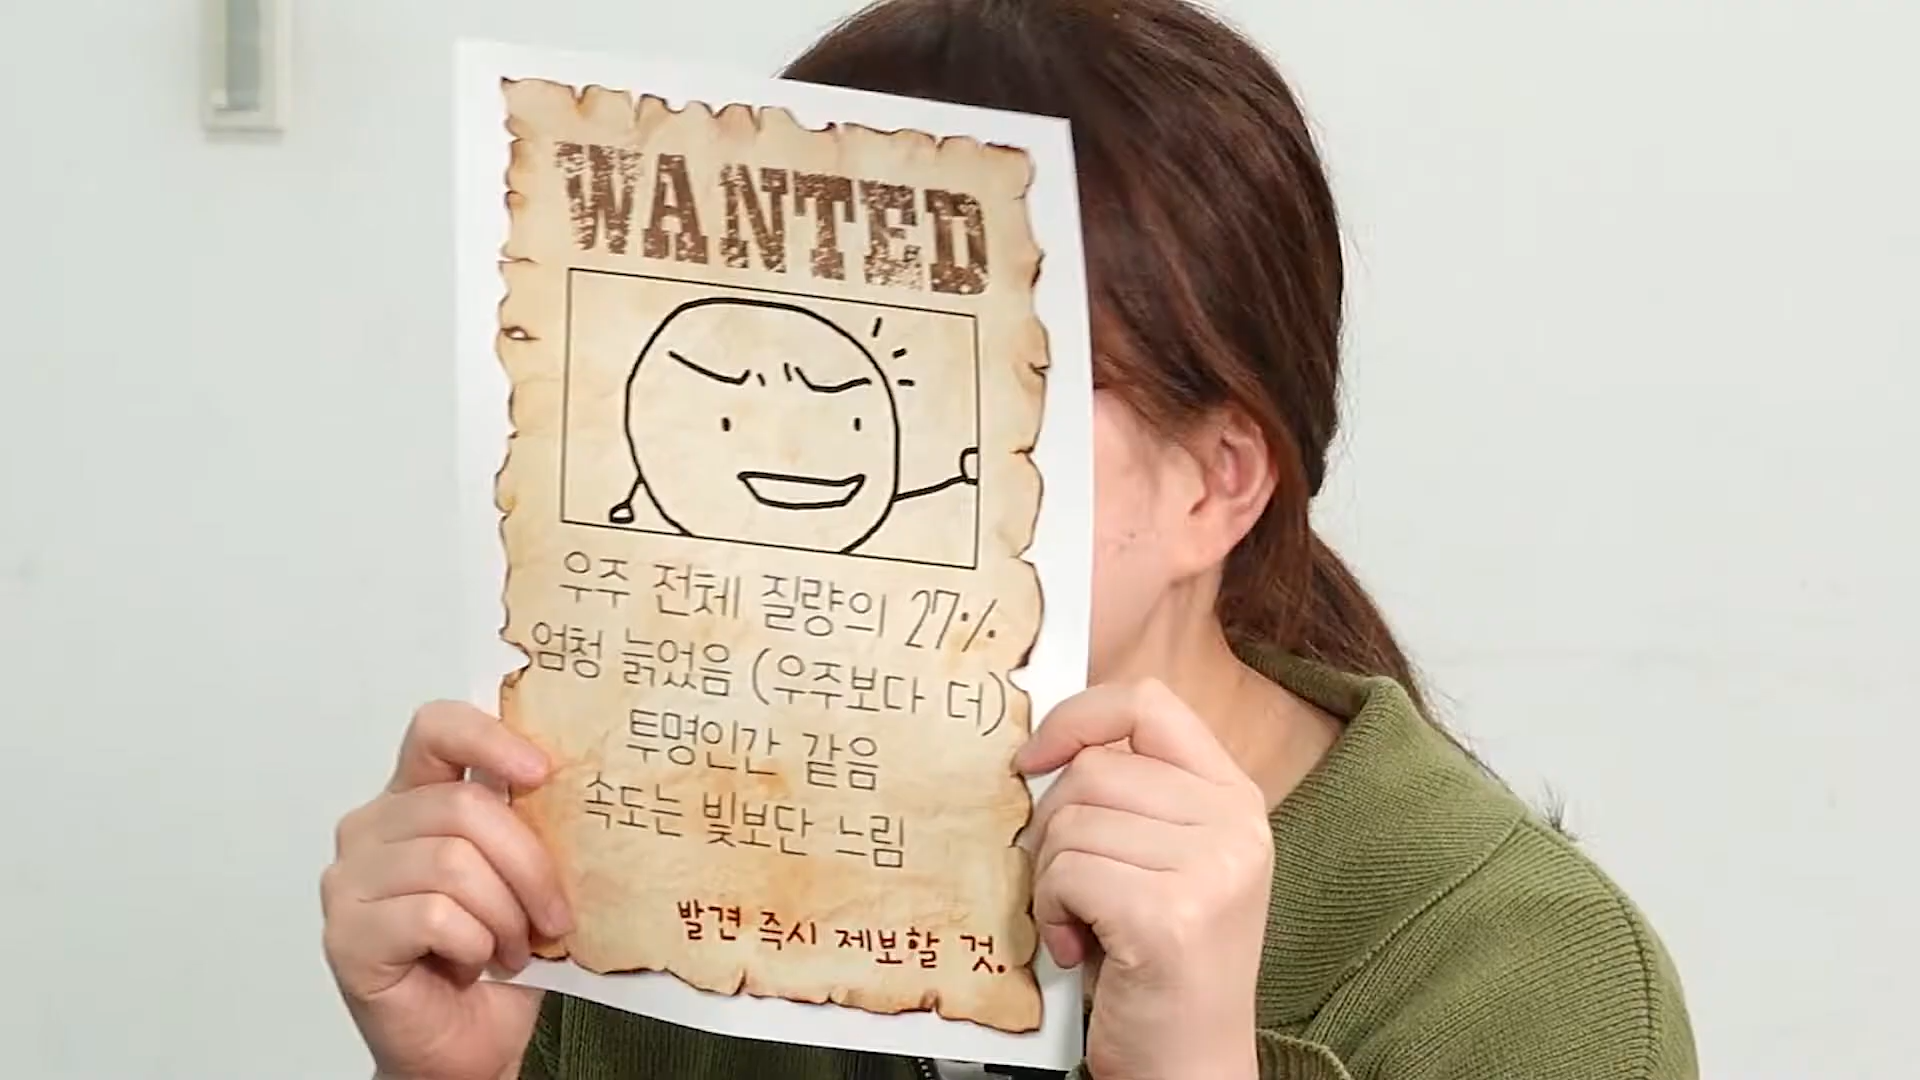 WANTED
우주 전체 질량의 27%
엄청 늙었음 (우주보다 더)
투명인간 같음
속도는 빛보단 느림
발견 즉시 제보할 것.